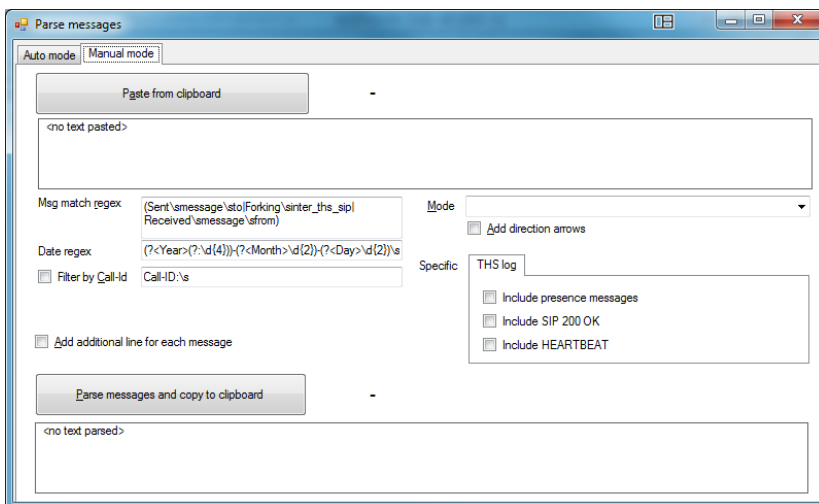 Parse messages
Auto mode Manual mode
Paste from clipboard -
<no text pasted>
Msg match regex
(Sent\smessage\sto|Forking\sinter_ths_sip|
Received\smessage\sfrom)
Mode
Add direction arrows
Date regex
(?<Year>(?:\d{4}))-(?<Month>\d{2})-(?<Day>\d{2})\s
Filter by Call-Id
Call-ID:\s
Specific
THS log
Include presence messages
Include SIP 200 OK
Include HEARTBEAT
Add additional line for each message
Parse messages and copy to clipboard -
<no text parsed>